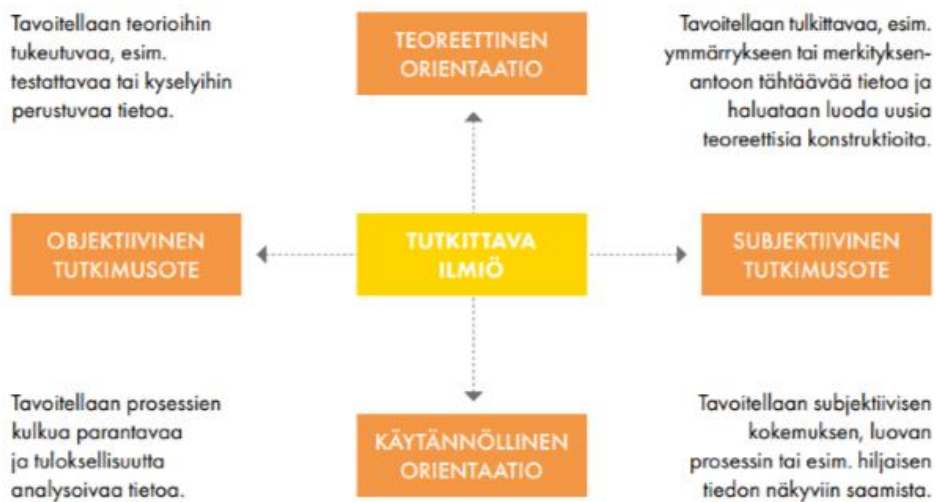 Tavoitellaan teorioihin
tukeutuvaa, esim.
testattavaa tai kyselyihin
perustuvaa tietoa.
TEOREETTINEN
ORIENTAATIO
Tavoitellaan tulkittavaa, esim.
ymmärrykseen tai merkityksen-
antoon tähtäävää tietoa ja
haluataan luoda uusia
teoreettisia konstruktioita.
OBJEKTIIVINEN
TUTKIMUSOTE
TUTKITTAVA
ILMIÖ
SUBJEKTIIVINEN
TUTKIMUSOTE
Tavoitellaan prosessien
kulkua parantavaa
ja tuloksellisuutta
analysoivaa tietoa.
KÄYTÄNNÖLLINEN
ORIENTAATIO
Tavoitellaan subjektiivisen
kokemuksen, luovan
prosessin tai esim. hiljaisen
tiedon näkyviin saamista.